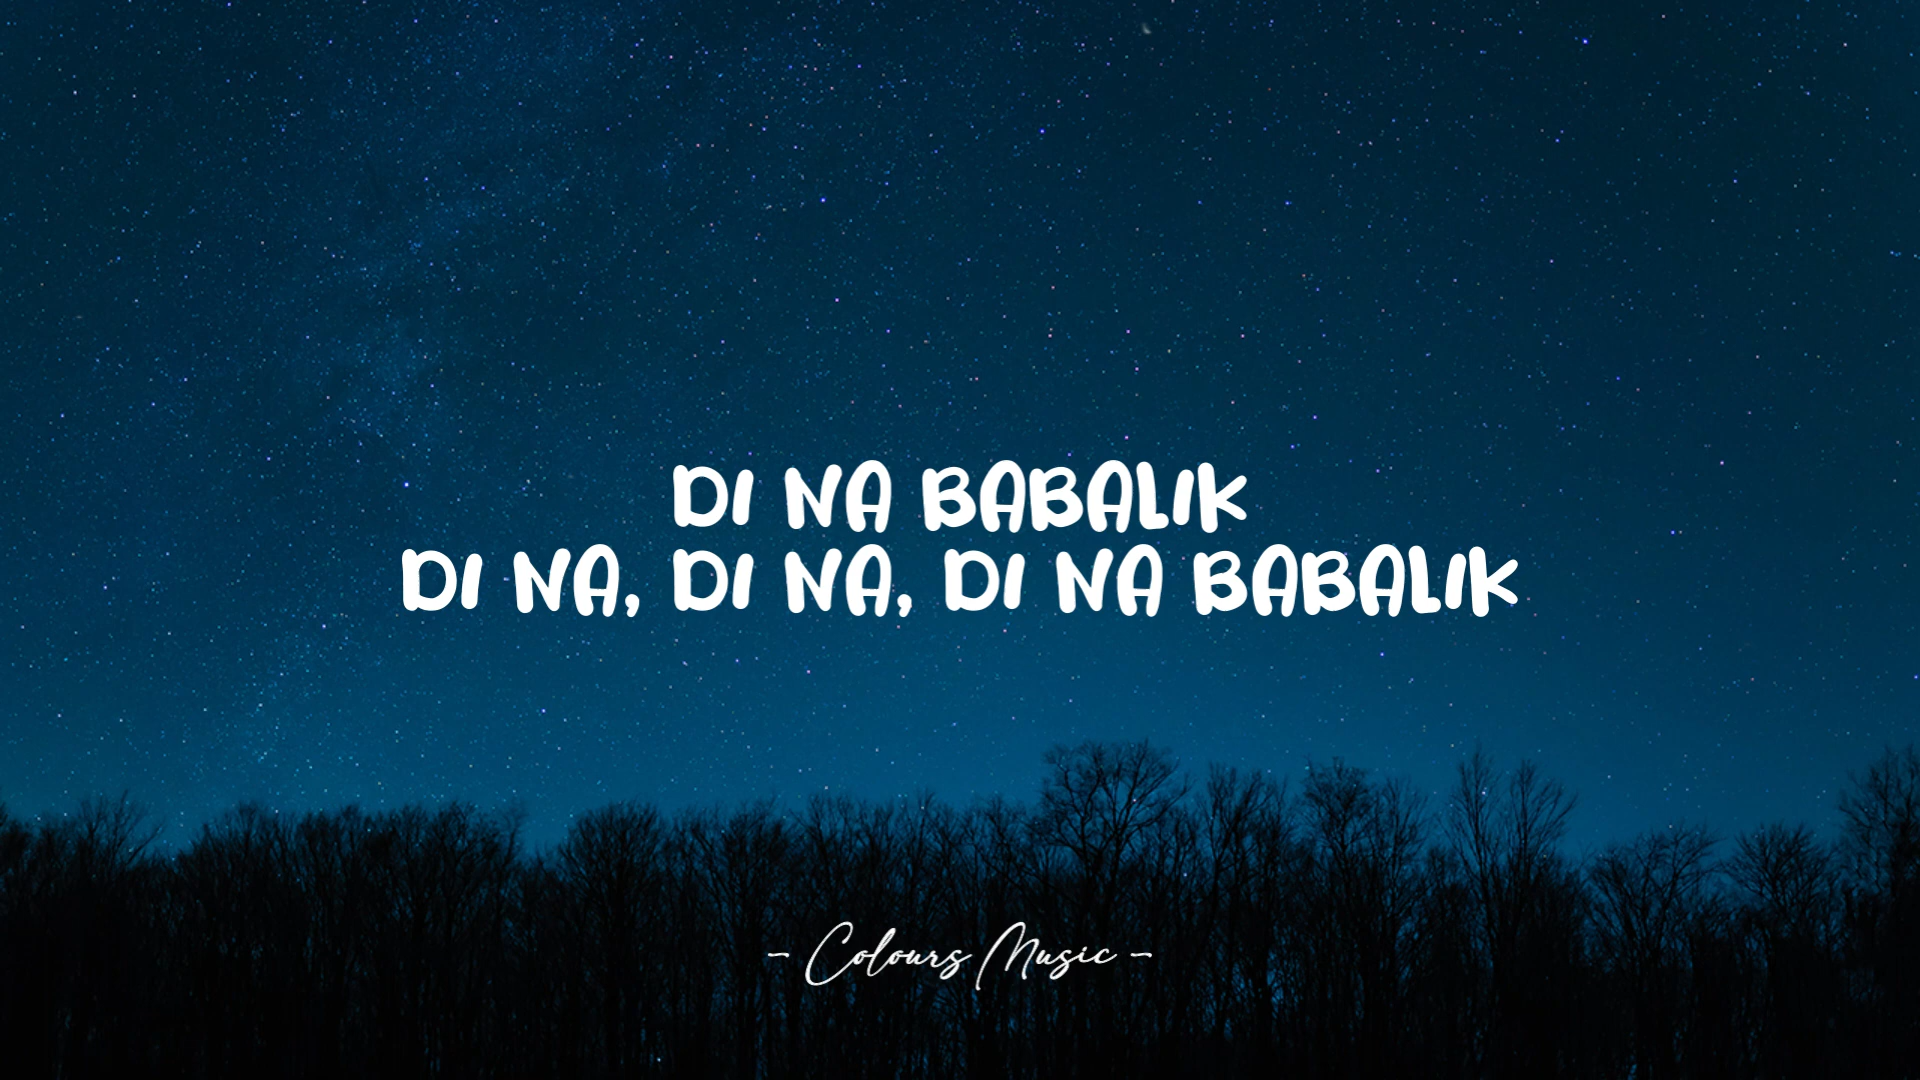 DI NA BABALIK
DI NA, DI NA, DI NA BABALIK
- Colours Music -